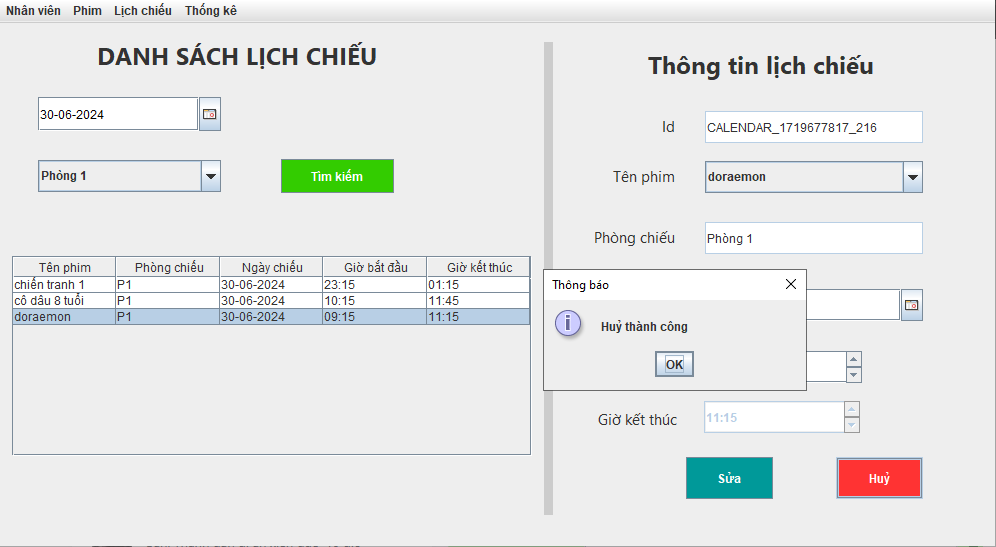 Nhân viên Phim Lịch chiếu Thống kê
DANH SÁCH LỊCH CHIẾU
30-06-2024
Phòng 1
Tìm kiếm
Tên phim Phòng chiếu Ngày chiếu Giờ bắt đầu Giờ kết thúc
chiến tranh 1 P1 30-06-2024 23:15 01:15
cô dâu 8 tuổi P1 30-06-2024 10:15 11:45
doraemon P1 30-06-2024 09:15 11:15
Thông tin lịch chiếu
Id CALENDAR_1719677817_216
Tên phim doraemon
Phòng chiếu Phòng 1
Thông báo
Huỷ thành công
OK
Giờ kết thúc 11:15
Sửa Huỷ